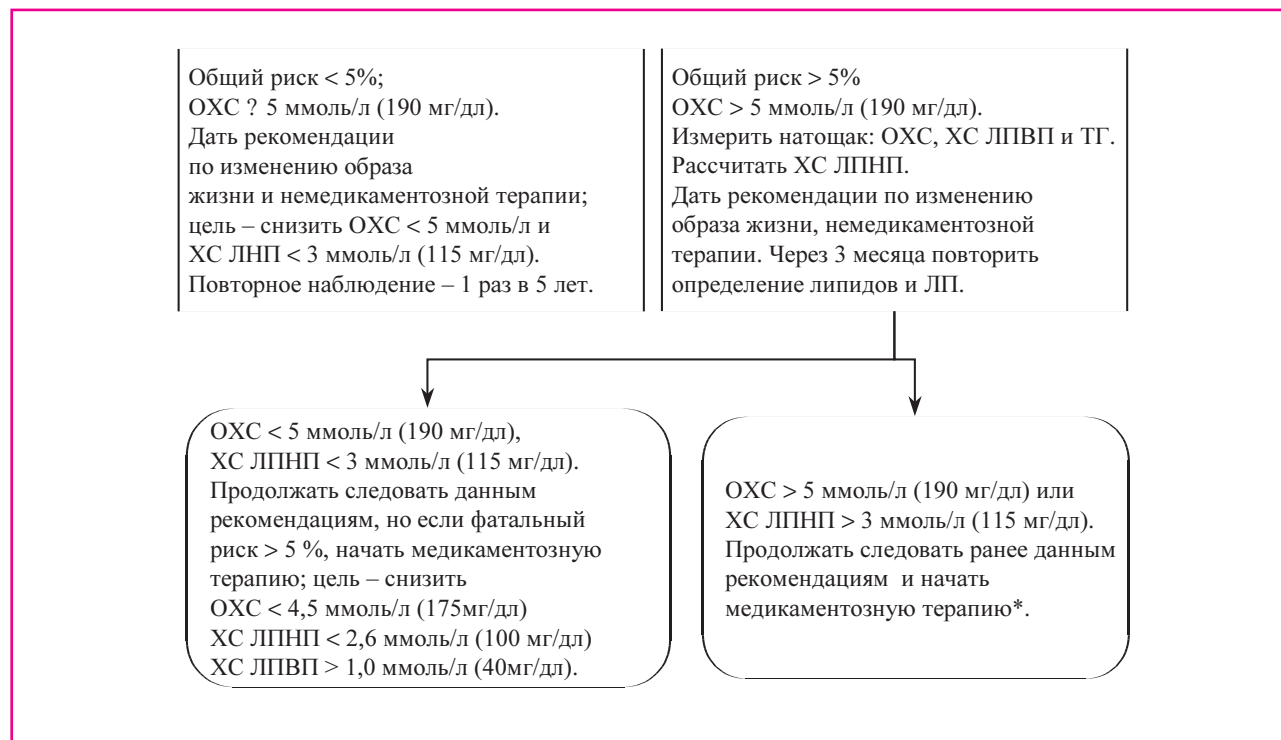 Общий риск < 5%;
ОХС ? 5 ммоль/л (190 мг/дл).
Дать рекомендации
по изменению образа
жизни и немедикаментозной терапии;
цель – снизить ОХС < 5 ммоль/л и
ХС ЛНП < 3 ммоль/л (115 мг/дл).
Повторное наблюдение – 1 раз в 5 лет.
Общий риск > 5%
ОХС > 5 ммоль/л (190 мг/дл).
Измерить натощак: ОХС, ХС ЛПВП и ТГ.
Рассчитать ХС ЛПНП.
Дать рекомендации по изменению
образа жизни, немедикаментозной
терапии. Через 3 месяца повторить
определение липидов и ЛП.
ОХС < 5 ммоль/л (190 мг/дл),
ХС ЛПНП < 3 ммоль/л (115 мг/дл).
Продолжать следовать данным
рекомендациям, но если фатальный
риск > 5 %, начать медикаментозную
терапию; цель – снизить
ОХС < 4,5 ммоль/л (175мг/дл)
ХС ЛПНП < 2,6 ммоль/л (100 мг/дл)
ХС ЛПВП > 1,0 ммоль/л (40мг/дл).
ОХС > 5 ммоль/л (190 мг/дл) или
ХС ЛПНП > 3 ммоль/л (115 мг/дл).
Продолжать следовать ранее данным
рекомендациям и начать
медикаментозную терапию*.